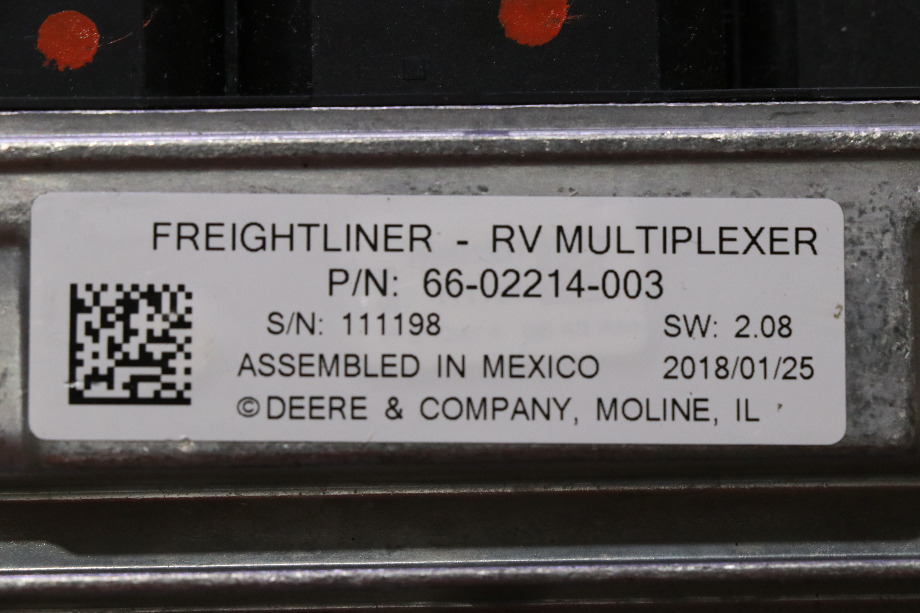 FREIGHTLINER - RV MULTIPLEXER
P/N: 66-02214-003
S/N: 111198 SW: 2.08
ASSEMBLED IN MEXICO 2018/01/25
©DEERE & COMPANY, MOLINE, IL